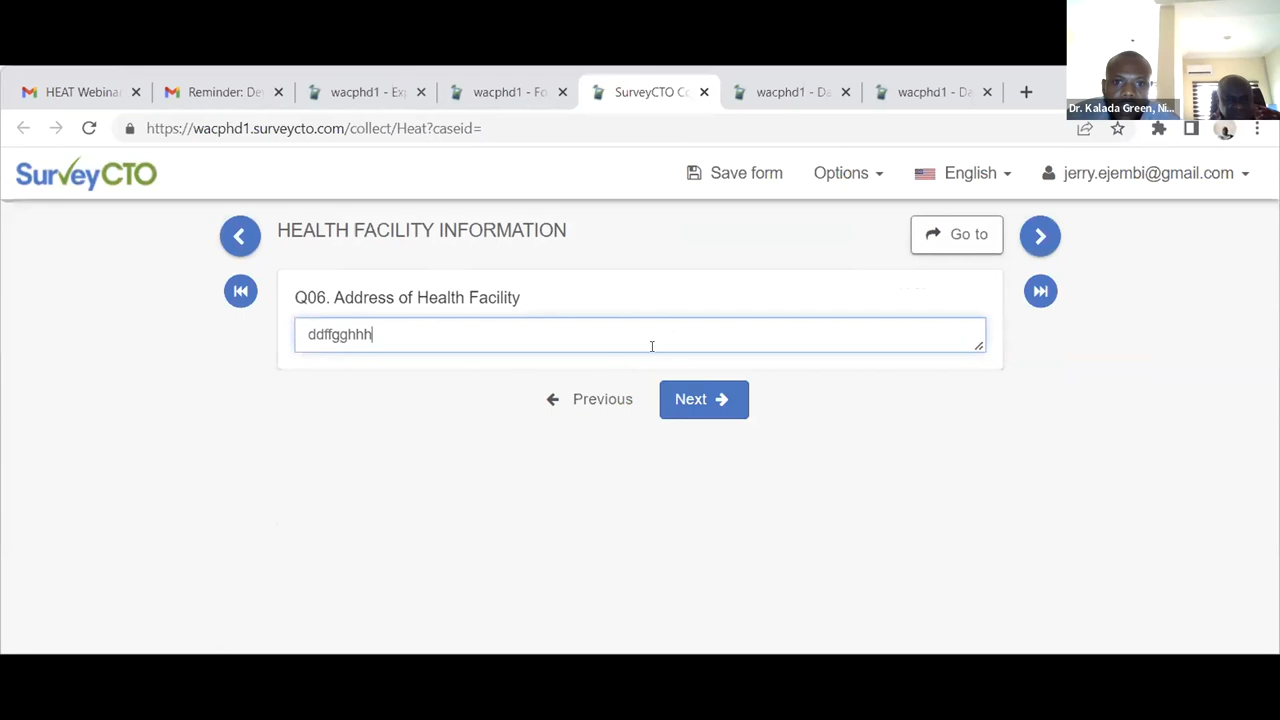 Dr. Kalada Green, Ni...
HEAT Webinar
Reminder: De
wacphd1 - Ex
wacphd1 - Fo
SurveyCTO Co
wacphd1 - Da
wacphd1 - Da
https://wacphd1.surveycto.com/collect/Heat?caseid=
SurveyCTO
Save form
Options
English
jerry.ejembi@gmail.com
HEALTH FACILITY INFORMATION
Go to
Q06. Address of Health Facility
ddffgghhh
Previous
Next